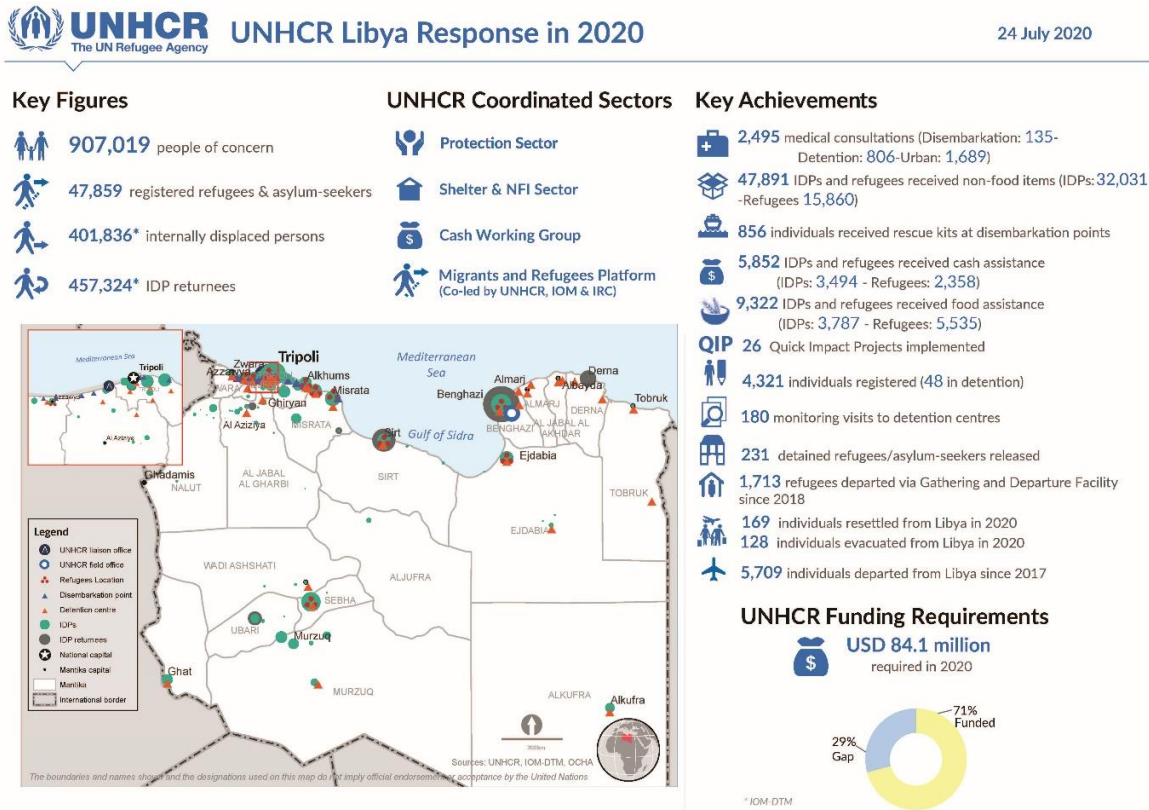 UNHCR
The UN Refugee Agency
UNHCR Libya Response in 2020
24 July 2020
Key Figures
907,019 people of concern
47,859 registered refugees & asylum-seekers
401,836* internally displaced persons
457,324* IDP returnees
UNHCR Coordinated Sectors
Protection Sector
Shelter & NFI Sector
Cash Working Group
Migrants and Refugees Platform
(Co-led by UNHCR, IOM & IRC)
Key Achievements
2,495 medical consultations (Disembarkation: 135-
Detention: 806-Urban: 1,689)
47,891 IDPs and refugees received non-food items (IDPs: 32,031
-Refugees 15,860)
856 individuals received rescue kits at disembarkation points
5,852 IDPs and refugees received cash assistance
(IDPs: 3,494 - Refugees: 2,358)
9,322 IDPs and refugees received food assistance
(IDPs: 3,787 - Refugees: 5,535)
QIP 26 Quick Impact Projects implemented
4,321 individuals registered (48 in detention)
180 monitoring visits to detention centres
231 detained refugees/asylum-seekers released
1,713 refugees departed via Gathering and Departure Facility
since 2018
169 individuals resettled from Libya in 2020
128 individuals evacuated from Libya in 2020
5,709 individuals departed from Libya since 2017
UNHCR Funding Requirements
USD 84.1 million
required in 2020
71%
Funded
29%
Gap
* IOM-DTM
Mediterranean Sea
Tripoli
Al Aziziya
Zwara
Tripoli
Azzawya
Alkhums
Misrata
Ghiryan
Al Aziziya
MISRATA
Mediterranean
Sea
Gulf of Sidra
Sirt
SIRT
Benghazi
BENGHAZI
Almarj
ALMARJ
Albayda
AL JABAL AL
AKHDAR
Derna
DERNA
Tobruk
TOBRUK
Ejdabia
EJDABIA
Ghadamis
NALUT
AL JABAL
AL GHARBI
WADI ASHSHATI
ALJUFRA
SEBHA
UBARI
Murzuq
MURZUQ
Ghat
ALKUFRA
Alkufra
Legend
UNHCR liaison office
UNHCR field office
Refugees Location
Disembarkation point
Detention centre
IDPs
IDP returnees
National capital
Mantika capital
Mantika
International border
Sources: UNHCR, IOM-DTM, OCHA
The boundaries and names shown and the designations used on this map do not imply official endorsement or acceptance by the United Nations